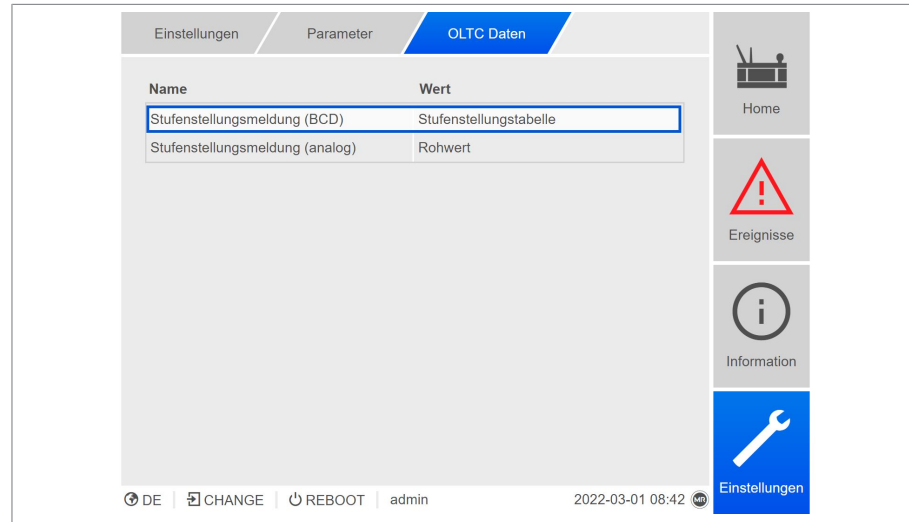 Einstellungen Parameter OLTC Daten
Name Wert
Stufenstellungsmeldung (BCD) Stufenstellungstabelle
Stufenstellungsmeldung (analog) Rohwert
Home
Ereignisse
Information
Einstellungen
DE CHANGE REBOOT admin 2022-03-01 08:42 MR